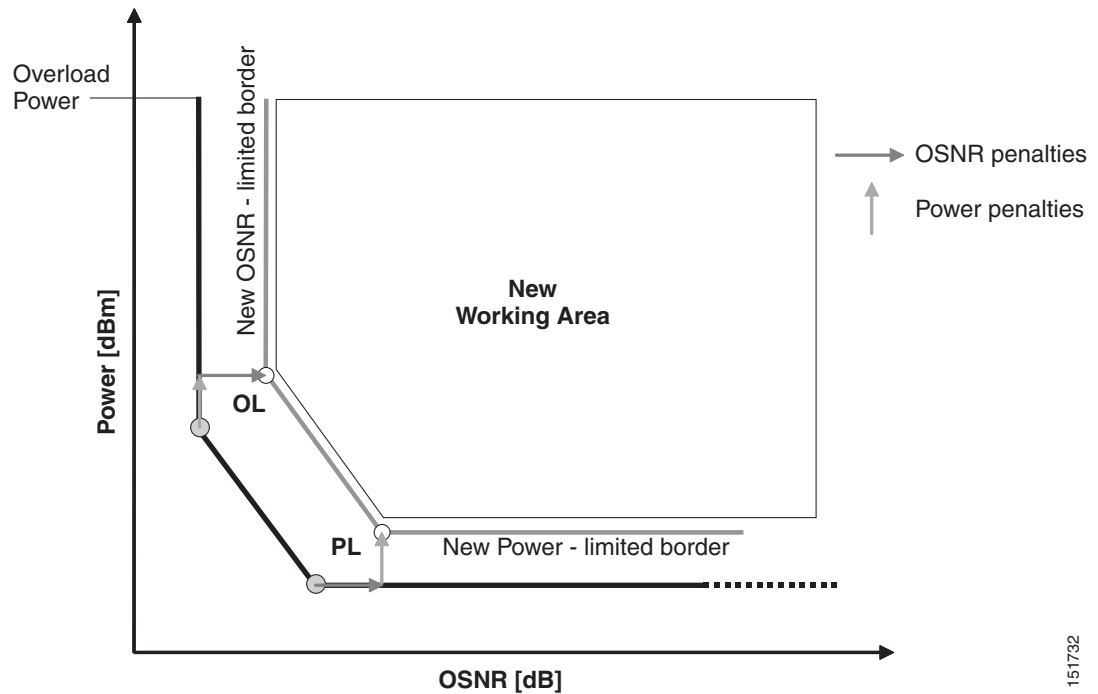 Overload
Power
New OSNR - limited border
OSNR penalties
Power penalties
New
Working Area
Power [dBm]
OL
PL
New Power - limited border
OSNR [dB]
151732